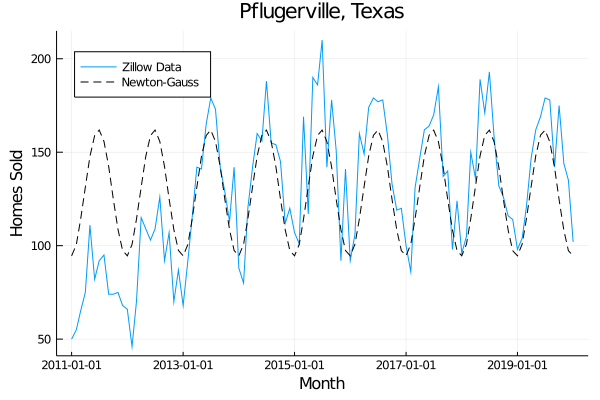 Pflugerville, Texas
Homes Sold
200
150
100
50
Zillow Data
Newton-Gauss
2011-01-01 2013-01-01 2015-01-01 2017-01-01 2019-01-01
Month